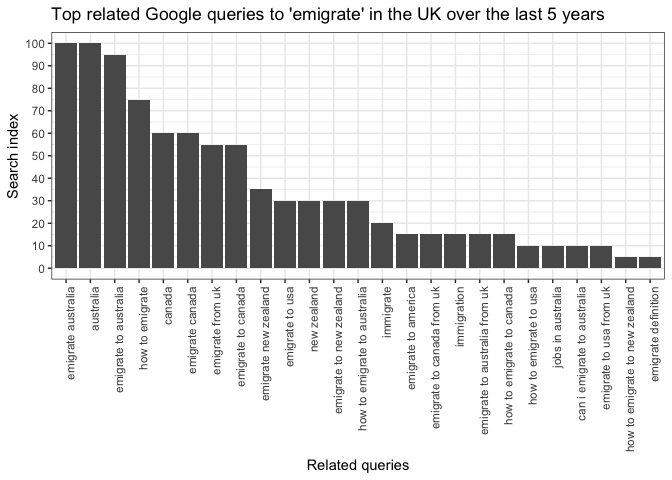 Top related Google queries to 'emigrate' in the UK over the last 5 years
100
90
80
70
60
50
40
30
20
10
0
Search index
emigrate australia
australia
emigrate to australia
how to emigrate
canada
emigrate canada
emigrate from uk
emigrate to canada
emigrate new zealand
emigrate to usa
new zealand
emigrate to new zealand
how to emigrate to australia
immigrate
emigrate to america
emigrate to canada from uk
immigration
emigrate to australia from uk
how to emigrate to canada
how to emigrate to usa
jobs in australia
can i emigrate to australia
emigrate to usa from uk
how to emigrate to new zealand
emigrate definition
Related queries